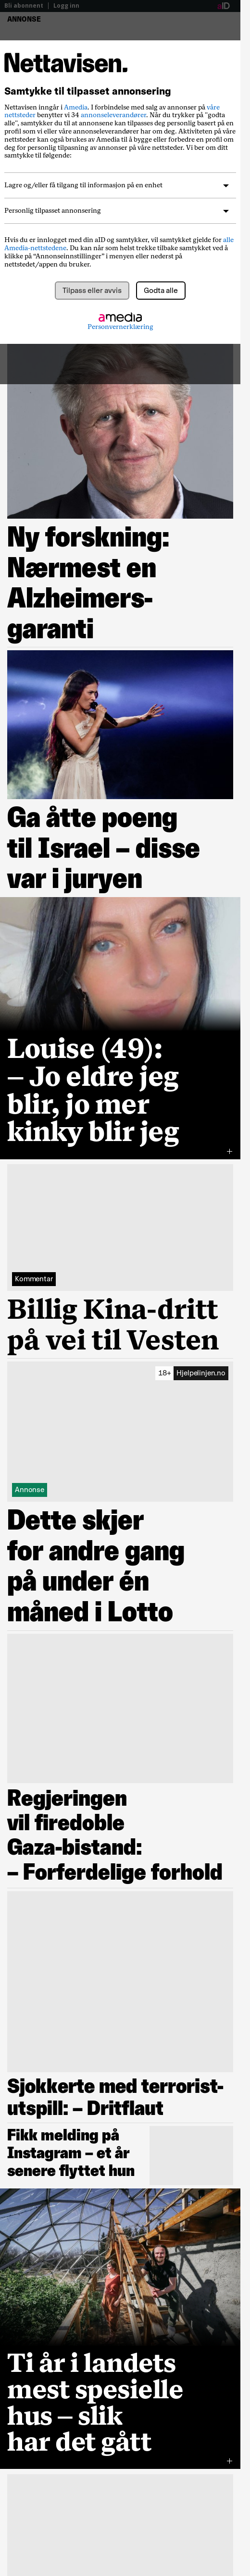 Bli abonnent | Logg inn
aID
ANNONSE
Nettavisen.
Samtykke til tilpasset annonsering
Nettavisen inngår i Amedia. I forbindelse med salg av annonser på våre
nettsteder benytter vi 34 annonseleverandører. Når du trykker på "godta
alle", samtykker du til at annonsene kan tilpasses deg personlig basert på en
profil som vi eller våre annonseleverandører har om deg. Aktiviteten på våre
nettsteder kan også brukes av Amedia til å bygge eller forbedre en profil om
deg for personlig tilpasning av annonser på våre nettsteder. Vi ber om ditt
samtykke til følgende:
Lagre og/eller få tilgang til informasjon på en enhet
Personlig tilpasset annonsering
Hvis du er innlogget med din aID og samtykker, vil samtykket gjelde for alle
Amedia-nettstedene. Du kan når som helst trekke tilbake samtykket ved å
klikke på “Annonseinnstillinger” i menyen eller nederst på
nettstedet/appen du bruker.
Tilpass eller avvis
Godta alle
amedia
Personvernerklæring
Ny forskning:
Nærmest en
Alzheimers-
garanti
Ga åtte poeng
til Israel – disse
var i juryen
Louise (49):
– Jo eldre jeg
blir, jo mer
kinky blir jeg
+
Kommentar
Billig Kina-dritt
på vei til Vesten
18+ Hjelpelinjen.no
Annonse
Dette skjer
for andre gang
på under én
måned i Lotto
Regjeringen
vil firedoble
Gaza-bistand:
– Forferdelige forhold
Sjokkerte med terrorist-
utspill: – Dritflaut
Fikk melding på
Instagram – et år
senere flyttet hun
Ti år i landets
mest spesielle
hus – slik
har det gått
+